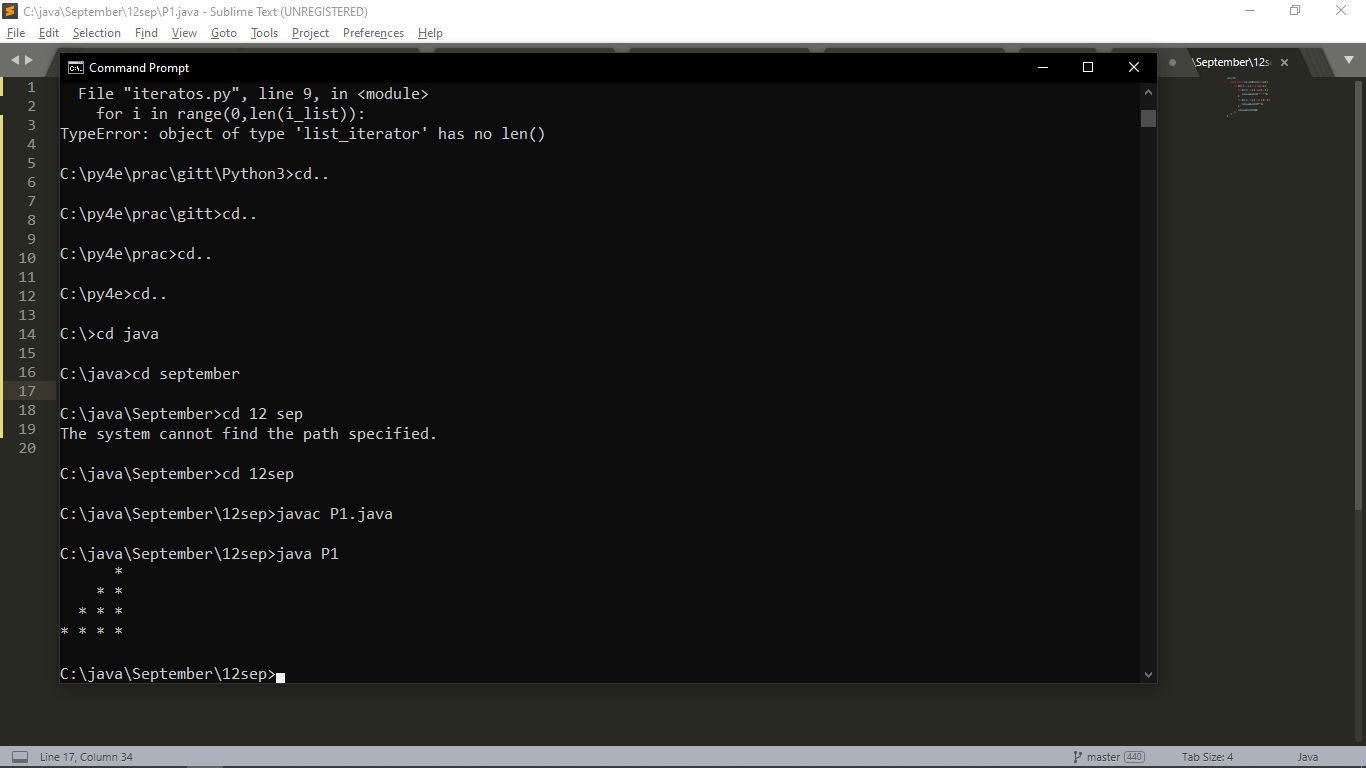 C:\java\September\12sep\P1.java - Sublime Text (UNREGISTERED)
File Edit Selection Find View Goto Tools Project Preferences Help
\September\12s
Command Prompt
1
2
3
4
5
6
7
8
9
10
11
12
13
14
15
16
17
18
19
20
File "iteratos.py", line 9, in <module>
for i in range(0,len(i_list)):
TypeError: object of type 'list_iterator' has no len()
C:\py4e\prac\gitt\Python3>cd..
C:\py4e\prac\gitt>cd..
C:\py4e\prac>cd..
C:\py4e>cd..
C:\>cd java
C:\java>cd september
C:\java\September>cd 12 sep
The system cannot find the path specified.
C:\java\September>cd 12sep
C:\java\September\12sep>javac P1.java
C:\java\September\12sep>java P1
      *
    * *
  * * *
* * * *
C:\java\September\12sep>
Line 17, Column 34
master 440
Tab Size: 4
Java